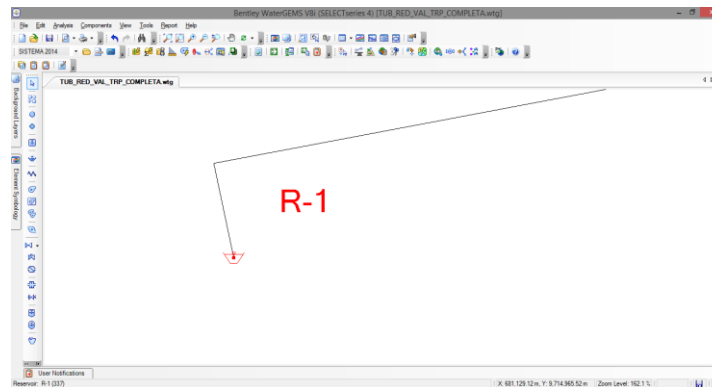 Bentley WaterGEMS V8i (SELECTseries 4) [TUB_RED_VAL_TRP_COMPLETA.wtg]
File Edit Analysis Components View Tools Report Help
SISTEMA 2014
TUB_RED_VAL_TRP_COMPLETA.wtg
Background Layers
Element Symbology
R-1
User Notifications
Reservoir: R-1 (337)
X: 681,129.12 m, Y: 9,714,965.52 m Zoom Level: 162.1 %